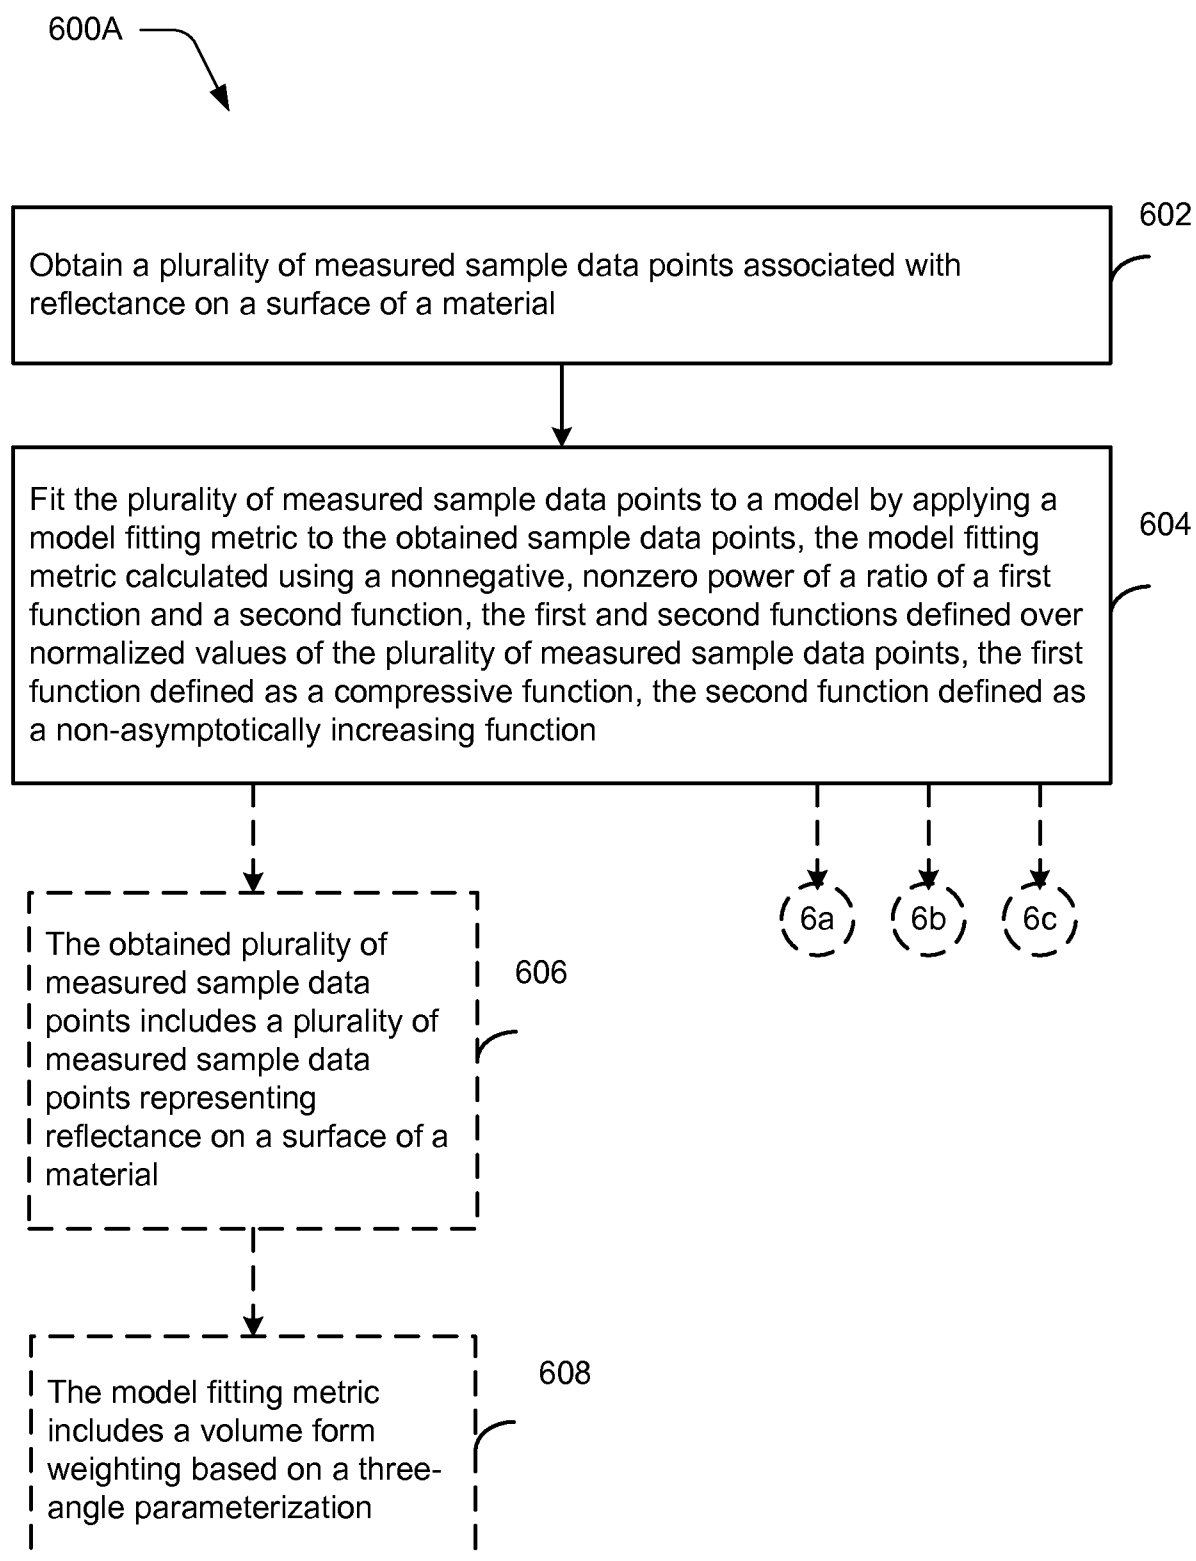 600A
602
Obtain a plurality of measured sample data points associated with
reflectance on a surface of a material
Fit the plurality of measured sample data points to a model by applying a
model fitting metric to the obtained sample data points, the model fitting
metric calculated using a nonnegative, nonzero power of a ratio of a first
function and a second function, the first and second functions defined over
normalized values of the plurality of measured sample data points, the first
function defined as a compressive function, the second function defined as
a non-asymptotically increasing function
604
6a
6b
6c
The obtained plurality of
measured sample data
points includes a plurality of
measured sample data
points representing
reflectance on a surface of a
material
606
The model fitting metric
includes a volume form
weighting based on a three-
angle parameterization
608